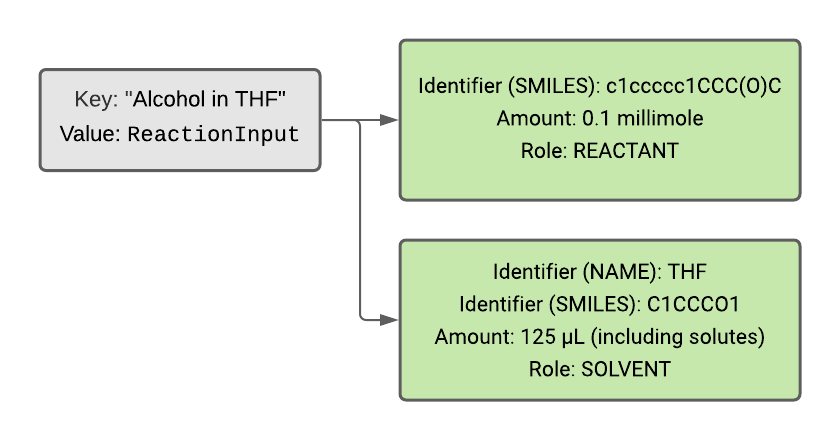 Key: "Alcohol in THF"
Value: ReactionInput
Identifier (SMILES): c1ccccc1CCC(O)C
Amount: 0.1 millimole
Role: REACTANT
Identifier (NAME): THF
Identifier (SMILES): C1CCCO1
Amount: 125 µL (including solutes)
Role: SOLVENT